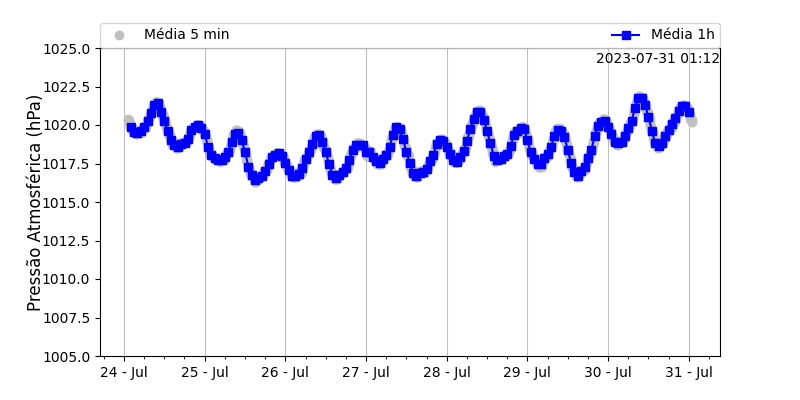 Média 5 min
Média 1h
2023-07-31 01:12
Pressão Atmosférica (hPa)
1025.0
1022.5
1020.0
1017.5
1015.0
1012.5
1010.0
1007.5
1005.0
24 - Jul
25 - Jul
26 - Jul
27 - Jul
28 - Jul
29 - Jul
30 - Jul
31 - Jul